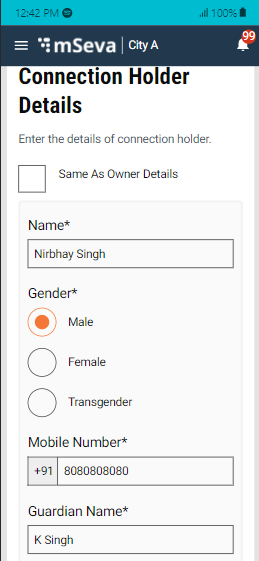 12:42 PM
100%
mSeva | City A
99
Connection Holder
Details
Enter the details of connection holder.
Same As Owner Details
Name*
Nirbhay Singh
Gender*
Male
Female
Transgender
Mobile Number*
+91 8080808080
Guardian Name*
K Singh